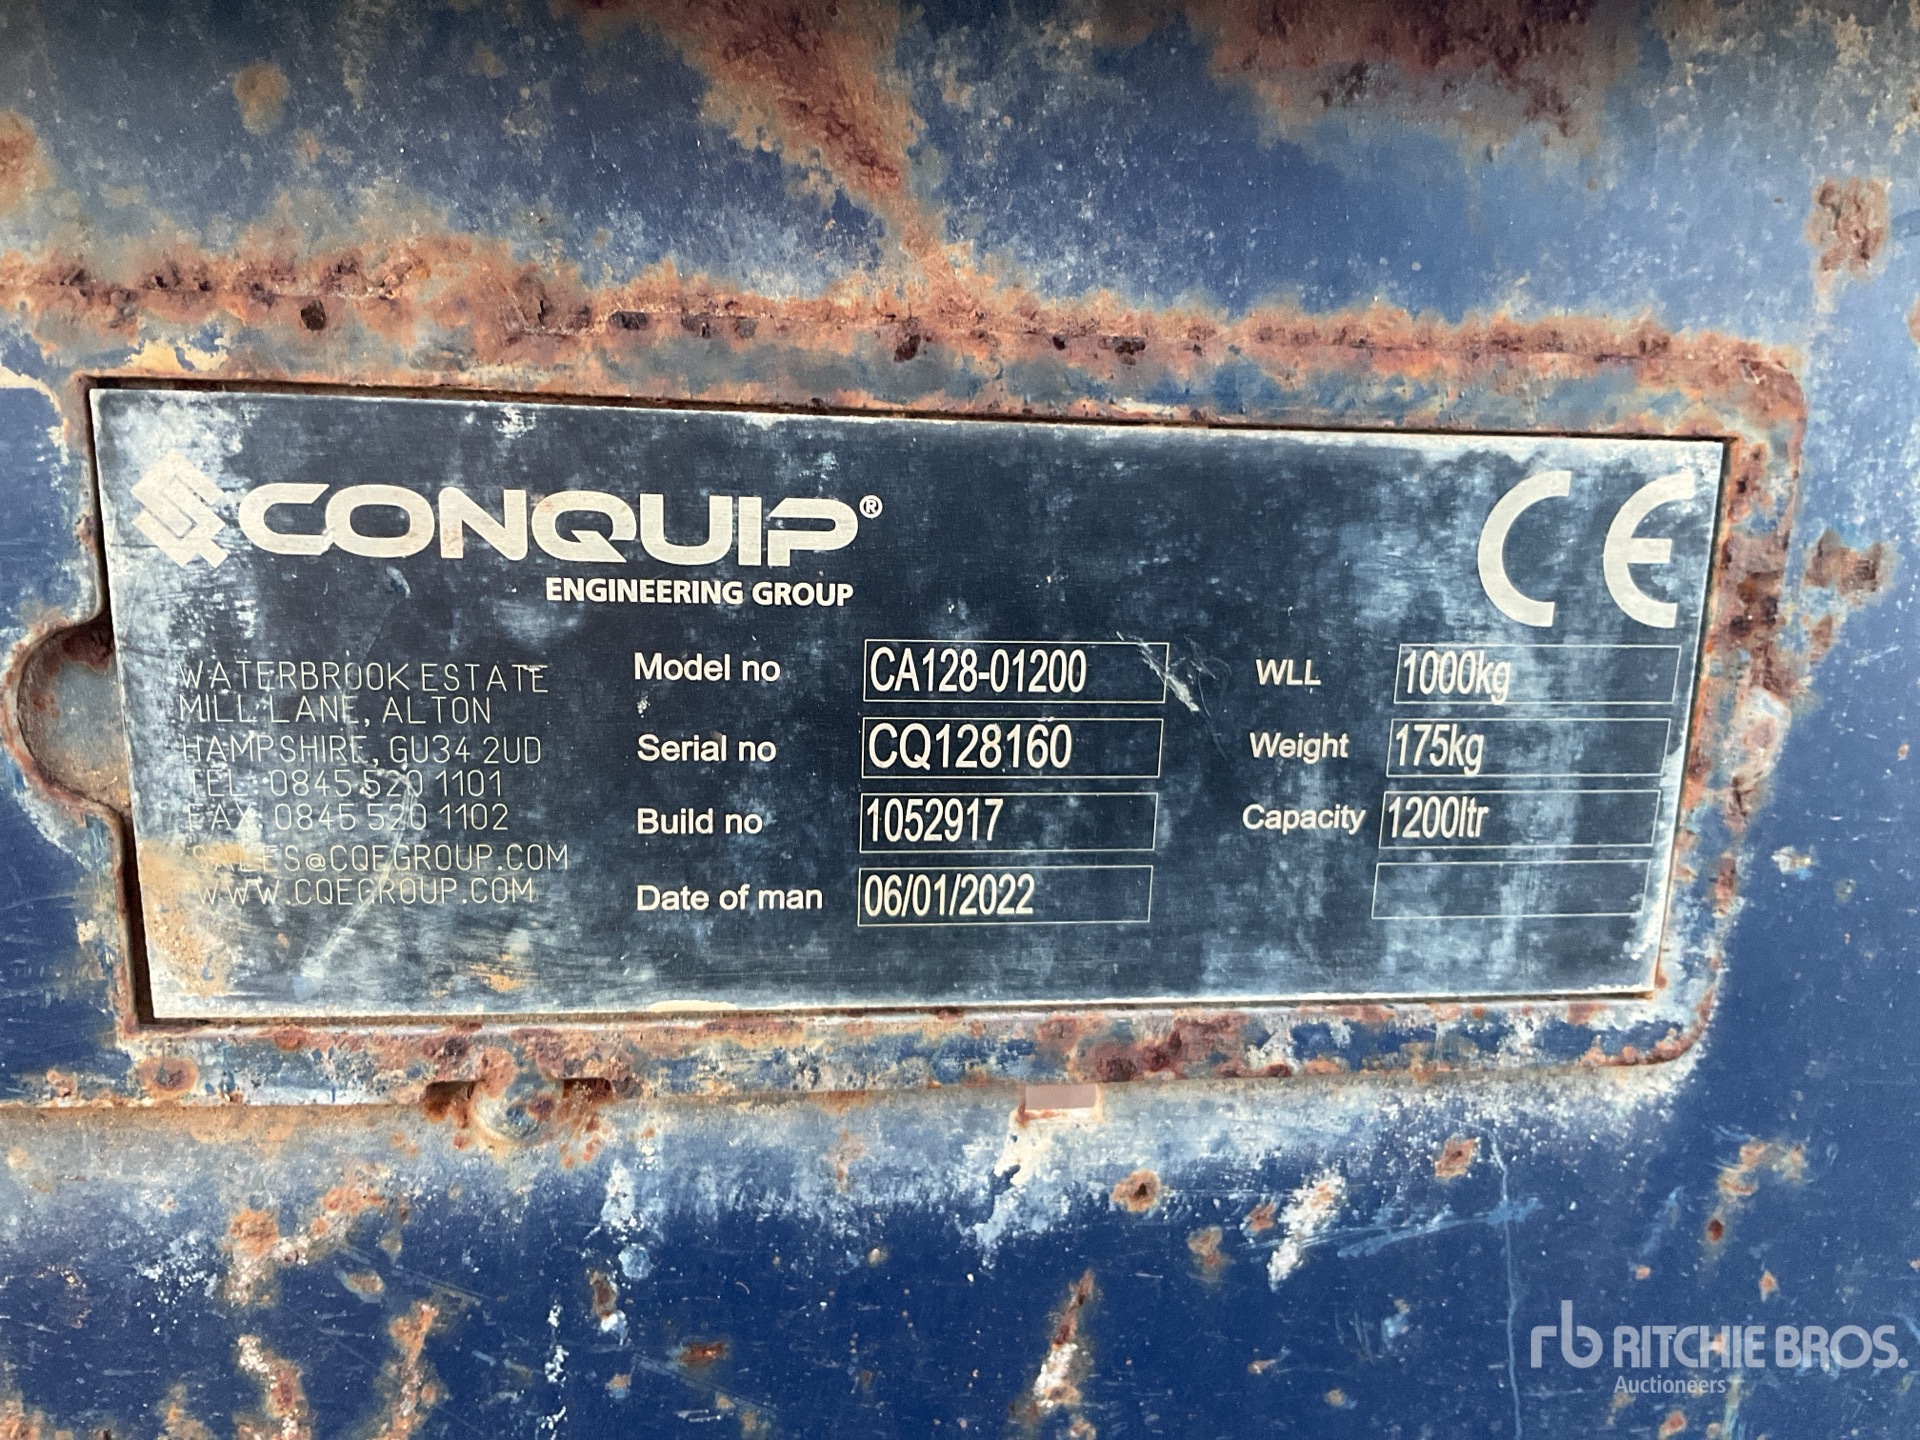 CONQUIP®
ENGINEERING GROUP
CE
WATERBROOK ESTATE
MILL LANE, ALTON
HAMPSHIRE, GU34 2UD
TEL: 0845 520 1101
FAX: 0845 520 1102
SALES@CQEGROUP.COM
WWW.CQEGROUP.COM
Model no CA128-01200
Serial no CQ128160
Build no 1052917
Date of man 06/01/2022
WLL 1000kg
Weight 175kg
Capacity 1200ltr
rb RITCHIE BROS.
Auctioneers